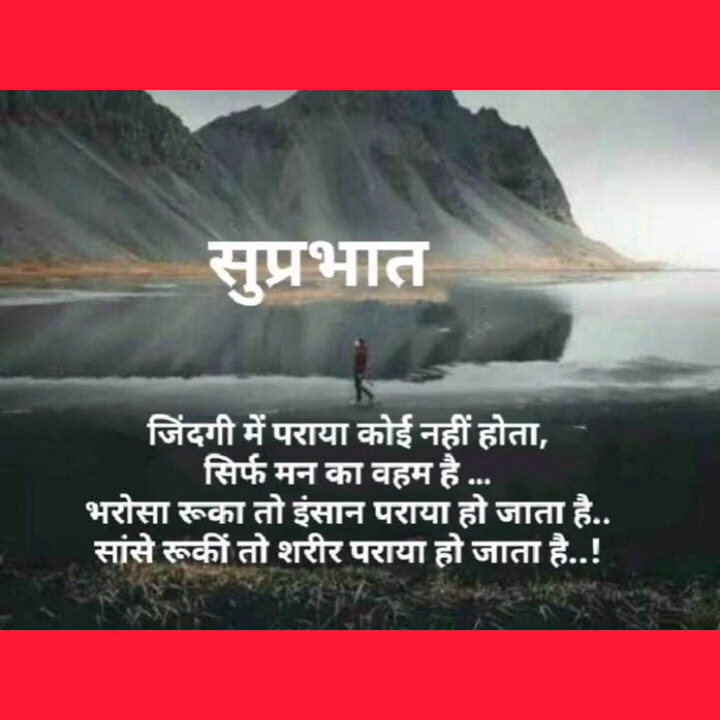 सुप्रभात
जिंदगी में पराया कोई नहीं होता,
सिर्फ मन का वहम है ...
भरोसा रूका तो इंसान पराया हो जाता है..
सांसे रूकीं तो शरीर पराया हो जाता है..!